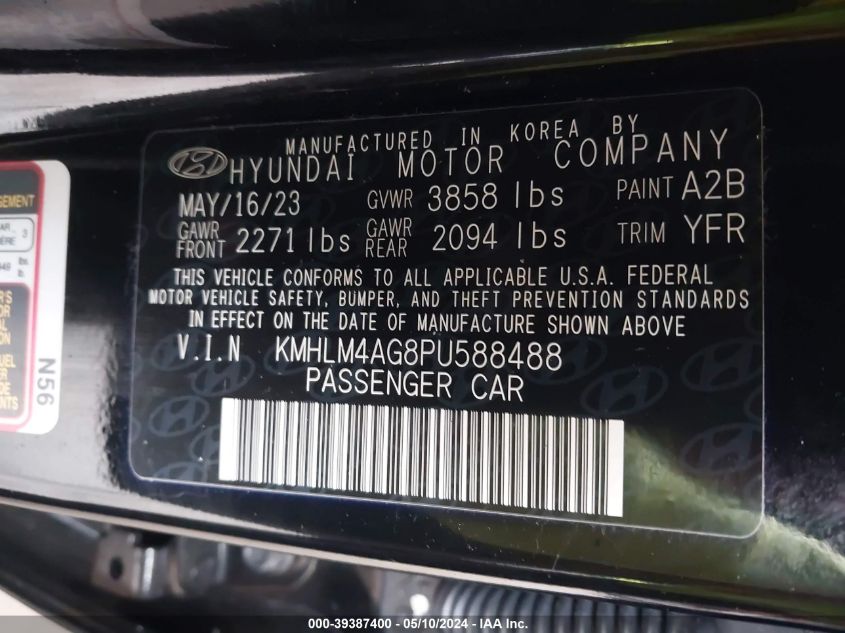 MANUFACTURED IN KOREA BY
HYUNDAI MOTOR COMPANY
MAY/16/23 GVWR 3858 lbs PAINT A2B
GAWR FRONT 2271 lbs GAWR REAR 2094 lbs TRIM YFR
THIS VEHICLE CONFORMS TO ALL APPLICABLE U.S.A. FEDERAL
MOTOR VEHICLE SAFETY, BUMPER, AND THEFT PREVENTION STANDARDS
IN EFFECT ON THE DATE OF MANUFACTURE SHOWN ABOVE
V.I.N KMHLM4AG8PU588488
PASSENGER CAR
3
N56
000-39387400 - 05/10/2024 - IAA Inc.